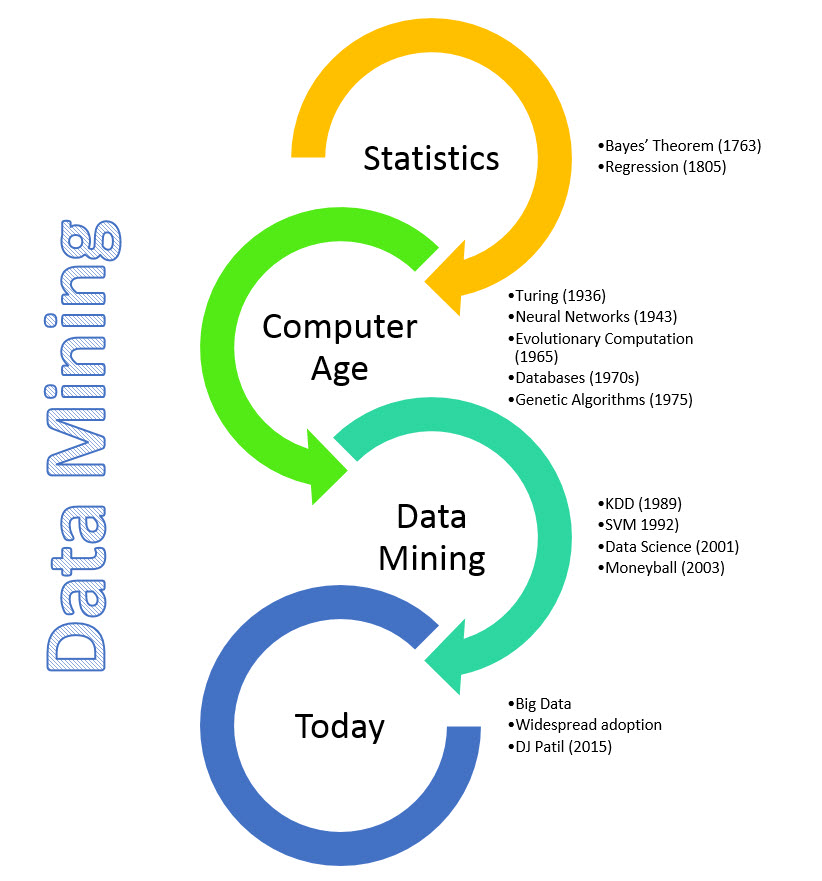 Data Mining
Statistics
•Bayes’ Theorem (1763)
•Regression (1805)
Computer
Age
•Turing (1936)
•Neural Networks (1943)
•Evolutionary Computation
(1965)
•Databases (1970s)
•Genetic Algorithms (1975)
Data
Mining
•KDD (1989)
•SVM 1992)
•Data Science (2001)
•Moneyball (2003)
Today
•Big Data
•Widespread adoption
•DJ Patil (2015)